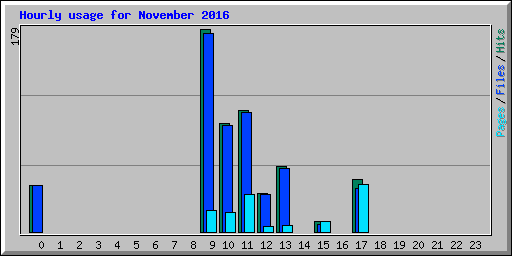 Hourly usage for November 2016
179
Pages/Files/Hits
0 1 2 3 4 5 6 7 8 9 10 11 12 13 14 15 16 17 18 19 20 21 22 23